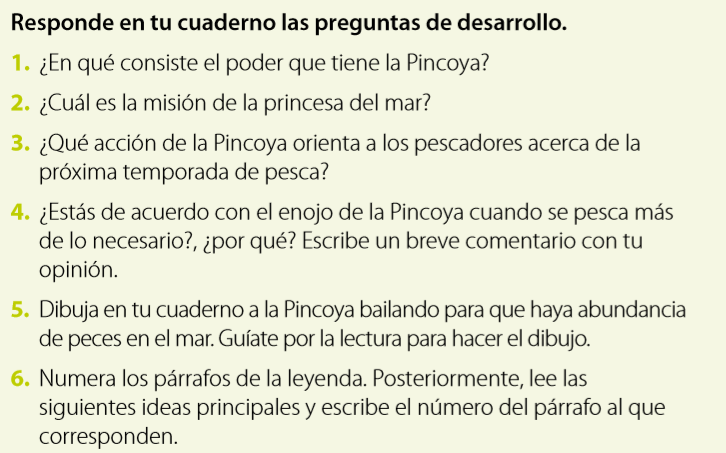 Responde en tu cuaderno las preguntas de desarrollo.
1. ¿En qué consiste el poder que tiene la Pincoya?
2. ¿Cuál es la misión de la princesa del mar?
3. ¿Qué acción de la Pincoya orienta a los pescadores acerca de la
próxima temporada de pesca?
4. ¿Estás de acuerdo con el enojo de la Pincoya cuando se pesca más
de lo necesario?, ¿por qué? Escribe un breve comentario con tu
opinión.
5. Dibuja en tu cuaderno a la Pincoya bailando para que haya abundancia
de peces en el mar. Guíate por la lectura para hacer el dibujo.
6. Numera los párrafos de la leyenda. Posteriormente, lee las
siguientes ideas principales y escribe el número del párrafo al que
corresponden.